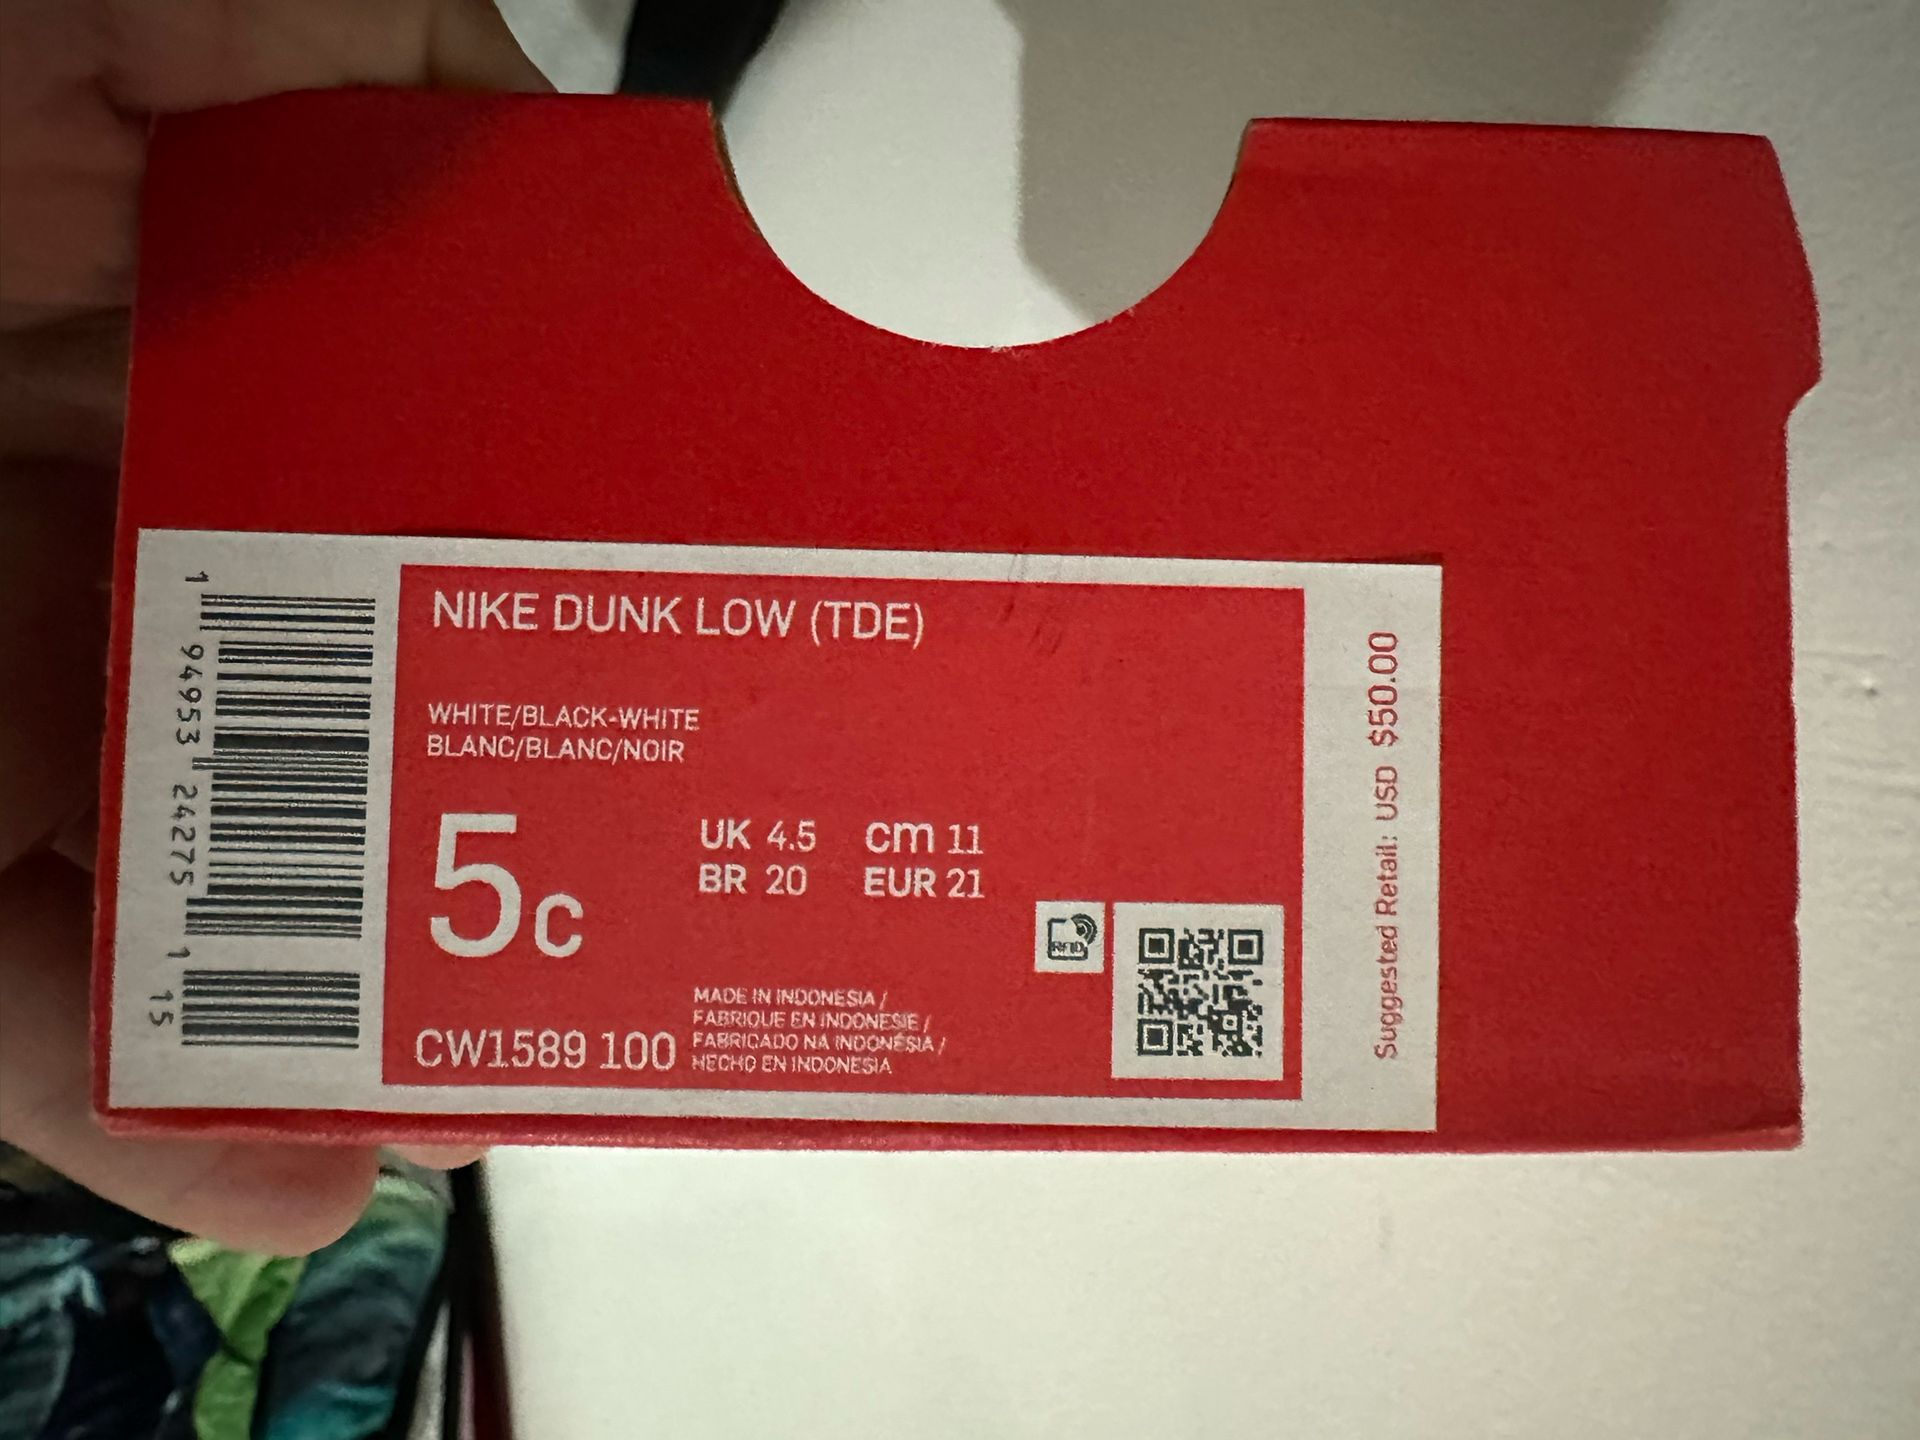 NIKE DUNK LOW (TDE)
WHITE/BLACK-WHITE
BLANC/BLANC/NOIR
5c
UK 4.5 cm 11
BR 20 EUR 21
RFID
CW1589 100
MADE IN INDONESIA /
FABRIQUE EN INDONESIE /
FABRICADO NA INDONÉSIA /
HECHO EN INDONESIA
1 94953 24275 1 15
Suggested Retail: USD $50.00